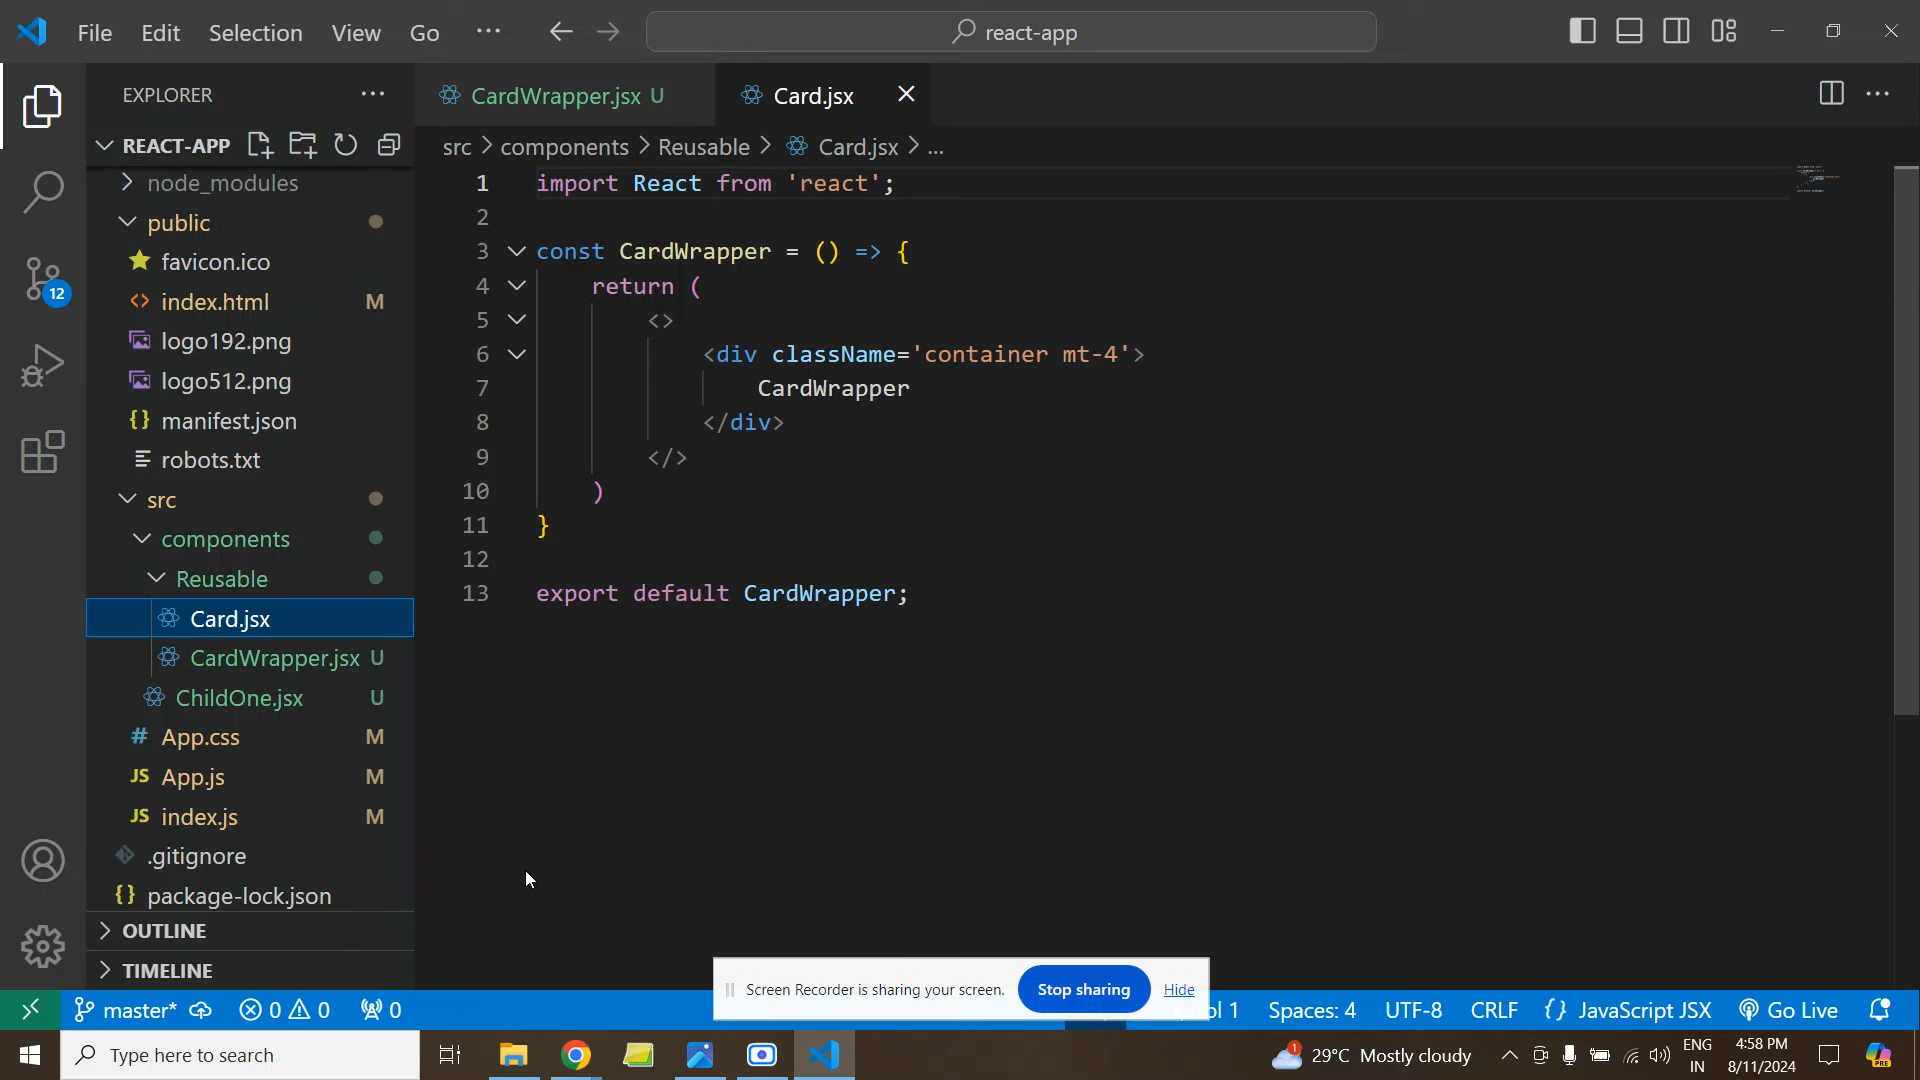 File Edit Selection View Go ... react-app
EXPLORER ...
REACT-APP
node_modules
public
favicon.ico
index.html M
logo192.png
logo512.png
{} manifest.json
robots.txt
src
components
Reusable
Card.jsx
CardWrapper.jsx U
ChildOne.jsx U
# App.css M
JS App.js M
JS index.js M
.gitignore
{} package-lock.json
OUTLINE
TIMELINE
12
CardWrapper.jsx U Card.jsx
src > components > Reusable > Card.jsx > ...
1 import React from 'react';
2
3 const CardWrapper = () => {
4 return (
5 <>
6 <div className='container mt-4'>
7 CardWrapper
8 </div>
9 </>
10 )
11 }
12
13 export default CardWrapper;
Screen Recorder is sharing your screen. Stop sharing Hide
master* 0 0 0 ol 1 Spaces: 4 UTF-8 CRLF {} JavaScript JSX Go Live
Type here to search 1 29°C Mostly cloudy ENG IN 4:58 PM 8/11/2024 PRE